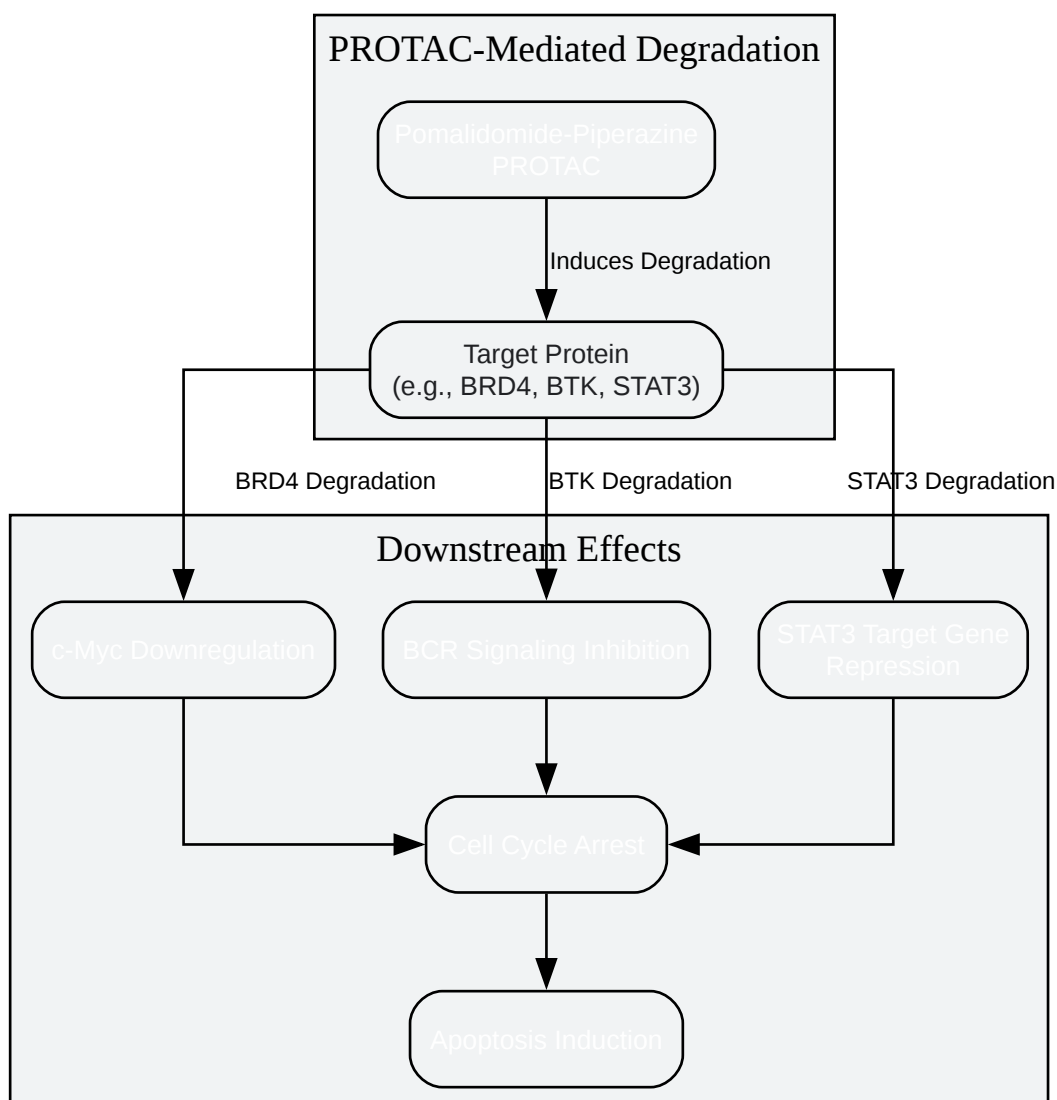 PROTAC-Mediated Degradation
Pomalidomide-Piperazine
PROTAC
Induces Degradation
Target Protein
(e.g., BRD4, BTK, STAT3)
BRD4 Degradation
BTK Degradation
STAT3 Degradation
Downstream Effects
c-Myc Downregulation
BCR Signaling Inhibition
STAT3 Target Gene
Repression
Cell Cycle Arrest
Apoptosis Induction